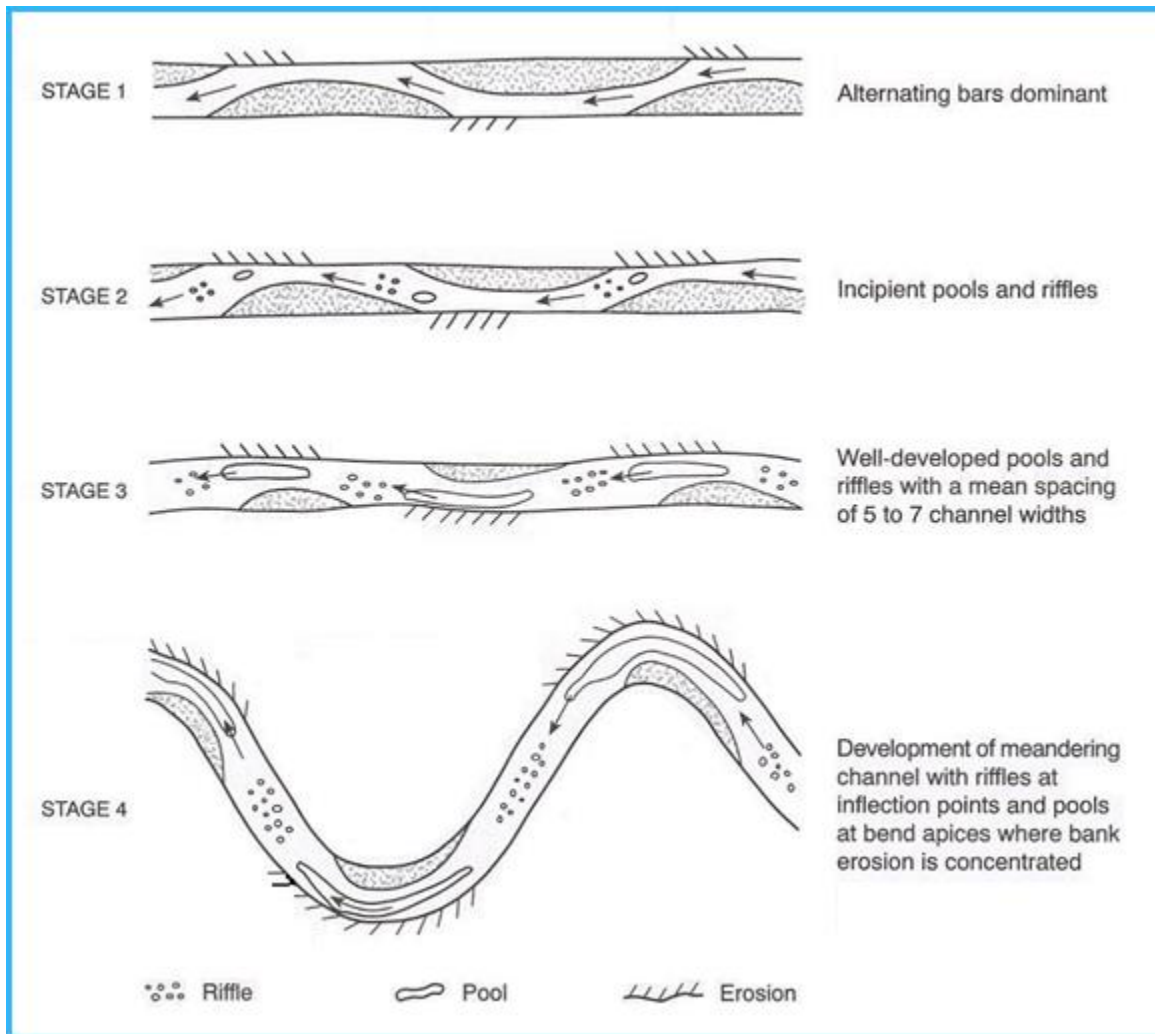 STAGE 1
Alternating bars dominant
STAGE 2
Incipient pools and riffles
STAGE 3
Well-developed pools and
riffles with a mean spacing
of 5 to 7 channel widths
STAGE 4
Development of meandering
channel with riffles at
inflection points and pools
at bend apices where bank
erosion is concentrated
Riffle
Pool
Erosion